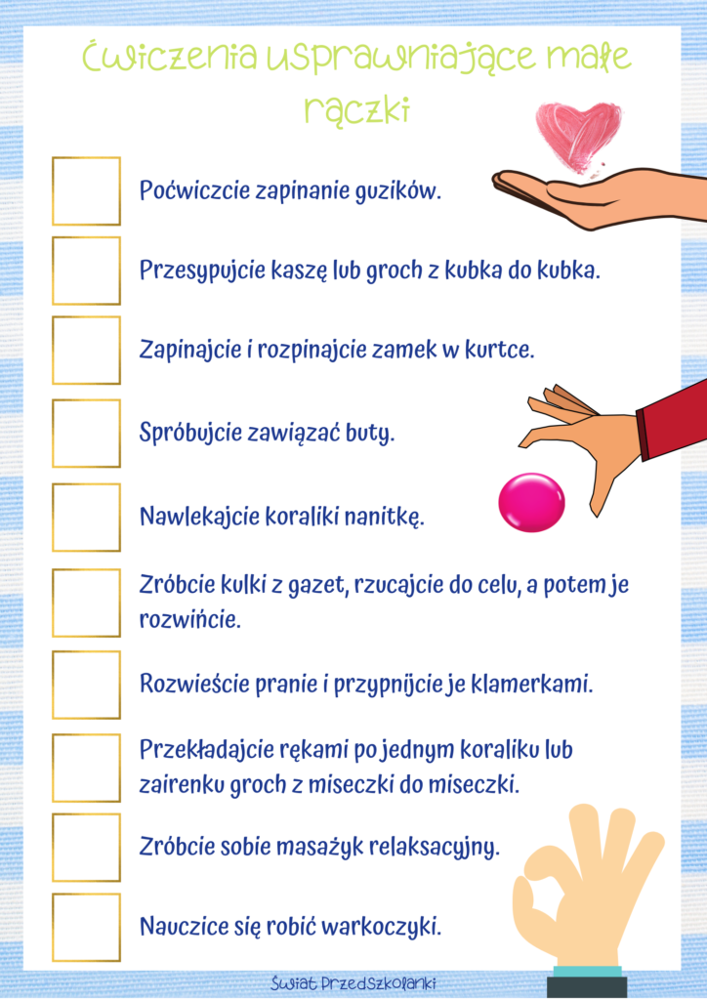 Ćwiczenia usprawniające małe
rączki
Poćwiczcie zapinanie guzików.
Przesypujcie kaszę lub groch z kubka do kubka.
Zapinajcie i rozpinajcie zamek w kurtce.
Spróbujcie zawiązać buty.
Nawlekajcie koraliki nanitkę.
Zróbcie kulki z gazet, rzucajcie do celu, a potem je
rozwińcie.
Rozwieście pranie i przypnijcie je klamerkami.
Przekładajcie rękami po jednym koraliku lub
zairenku groch z miseczki do miseczki.
Zróbcie sobie masażyk relaksacyjny.
Nauczice się robić warkoczyki.
Świat Przedszkolanki